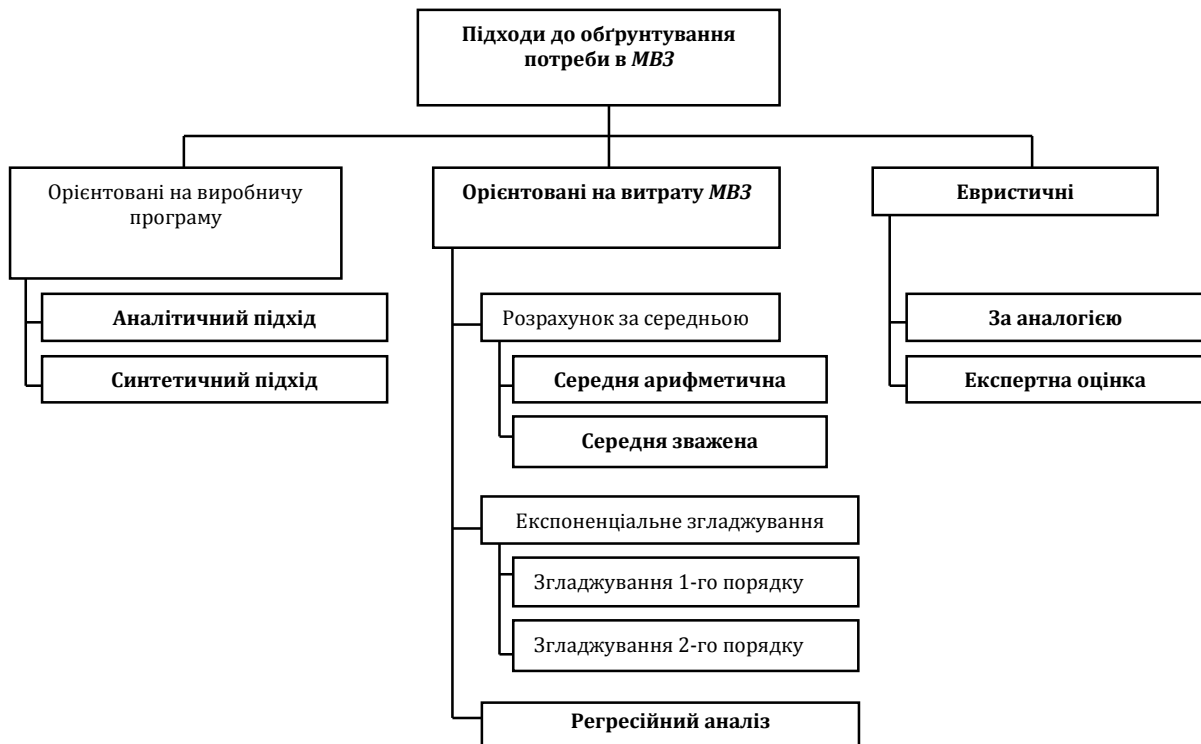 Підходи до обґрунтування
потреби в МВЗ
Орієнтовані на виробничу
програму
Аналітичний підхід
Синтетичний підхід
Орієнтовані на витрату МВЗ
Розрахунок за середньою
Середня арифметична
Середня зважена
Експоненціальне згладжування
Згладжування 1-го порядку
Згладжування 2-го порядку
Регресійний аналіз
Евристичні
За аналогією
Експертна оцінка